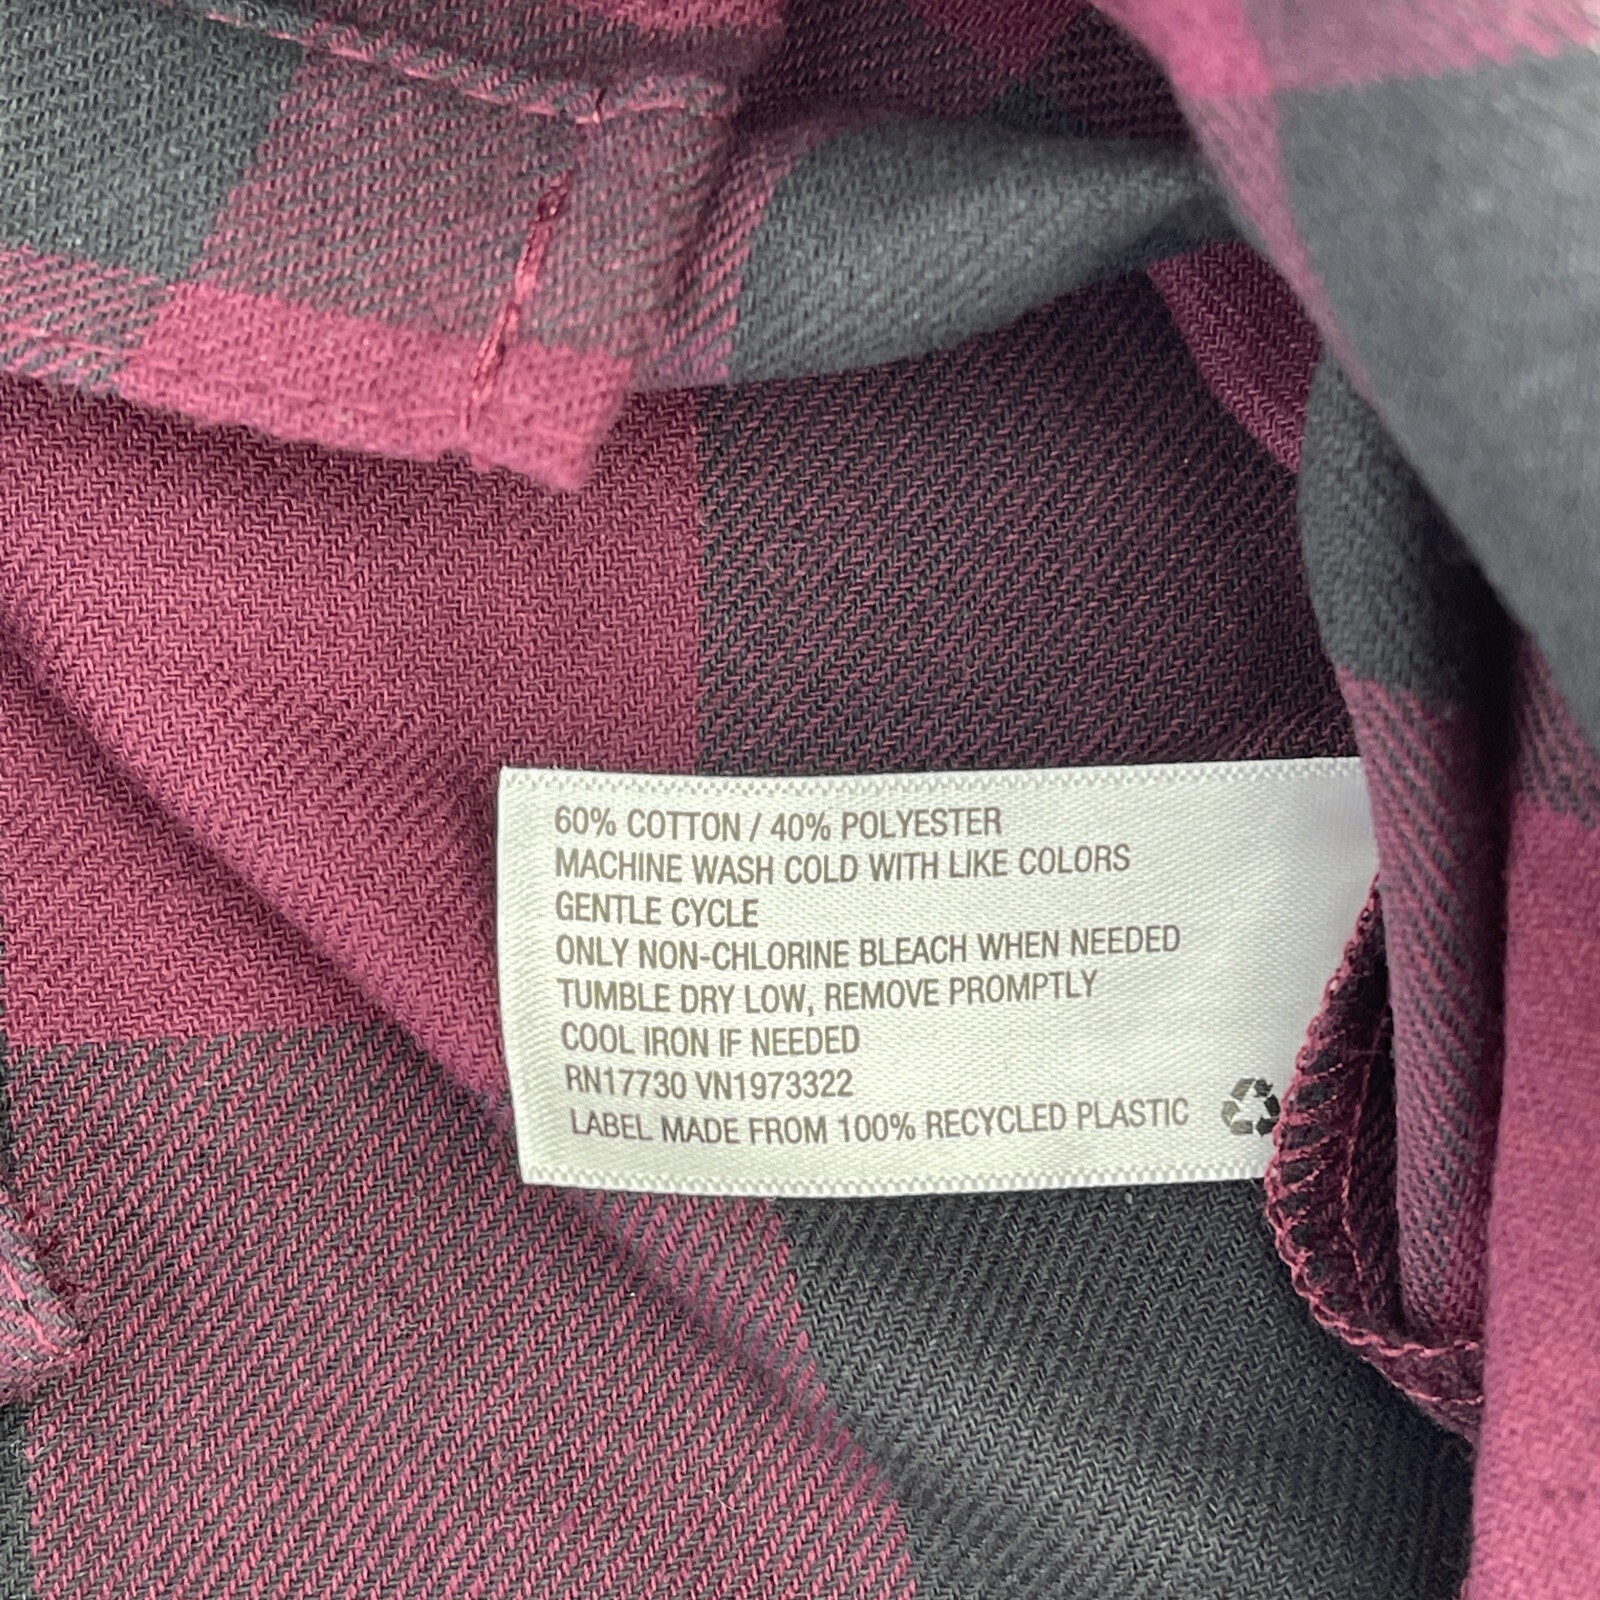 60% COTTON / 40% POLYESTER
MACHINE WASH COLD WITH LIKE COLORS
GENTLE CYCLE
ONLY NON-CHLORINE BLEACH WHEN NEEDED
TUMBLE DRY LOW, REMOVE PROMPTLY
COOL IRON IF NEEDED
RN17730 VN1973322
LABEL MADE FROM 100% RECYCLED PLASTIC